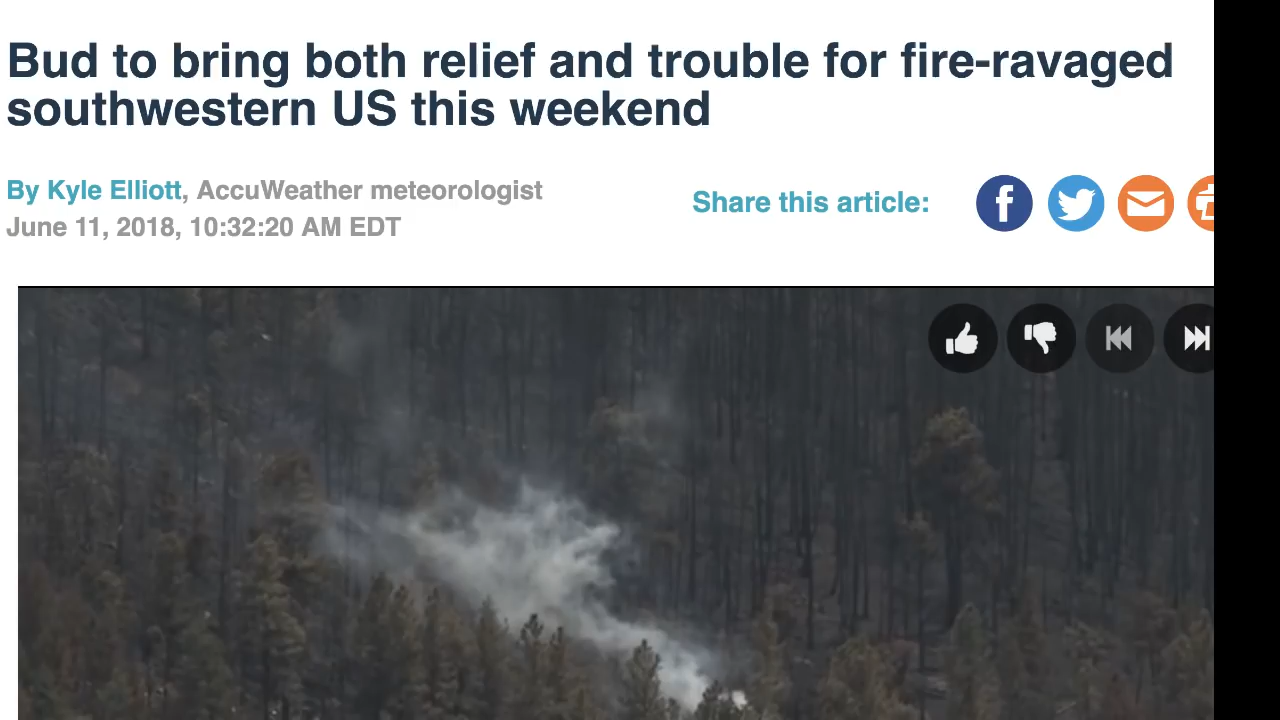 Bud to bring both relief and trouble for fire-ravaged
southwestern US this weekend
By Kyle Elliott, AccuWeather meteorologist
June 11, 2018, 10:32:20 AM EDT
Share this article: